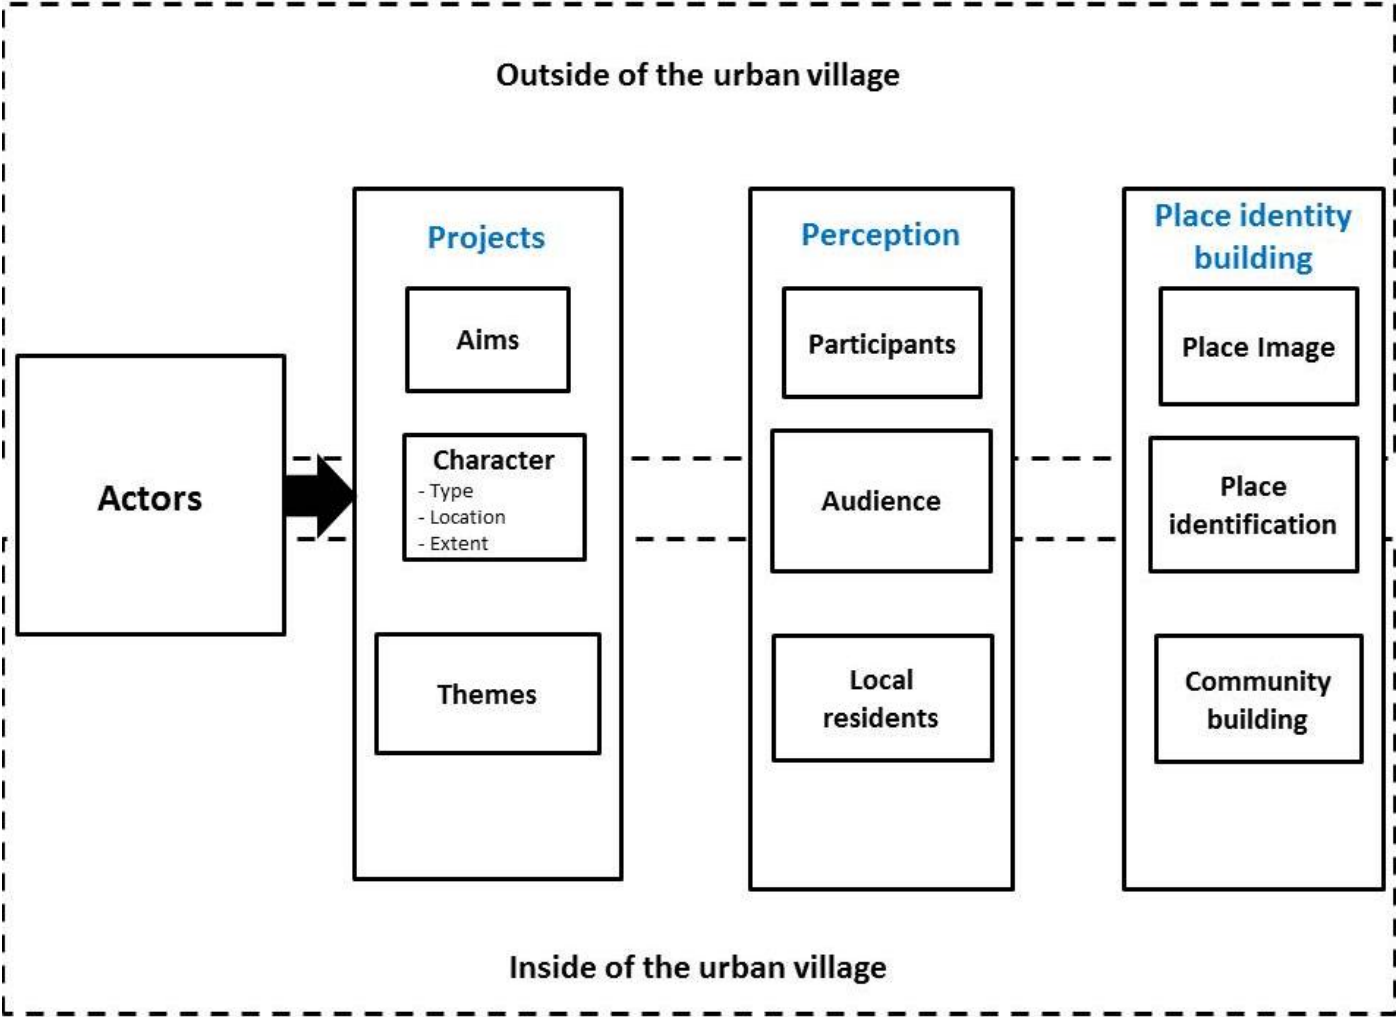 Outside of the urban village
Actors
Projects
Aims
Character
- Type
- Location
- Extent
Themes
Perception
Participants
Audience
Local
residents
Place identity
building
Place Image
Place
identification
Community
building
Inside of the urban village